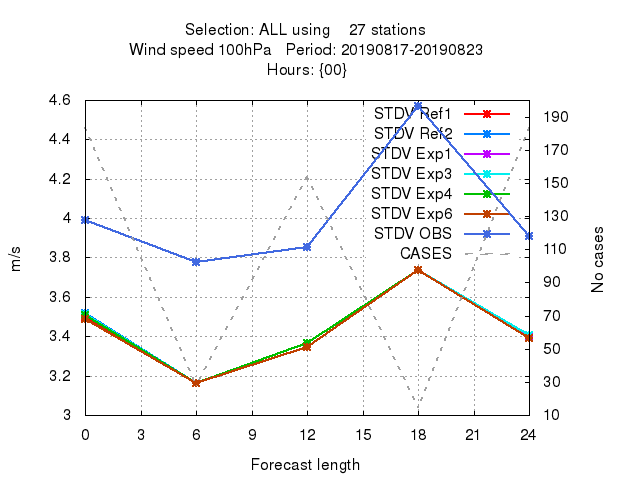 Selection: ALL using    27 stations
Wind speed 100hPa   Period: 20190817-20190823
Hours: {00}
4.6
4.4
4.2
4
3.8
3.6
3.4
3.2
3
m/s
STDV Ref1
STDV Ref2
STDV Exp1
STDV Exp3
STDV Exp4
STDV Exp6
STDV OBS
CASES
190
170
150
130
110
90
70
50
30
10
No cases
0 3 6 9 12 15 18 21 24
Forecast length